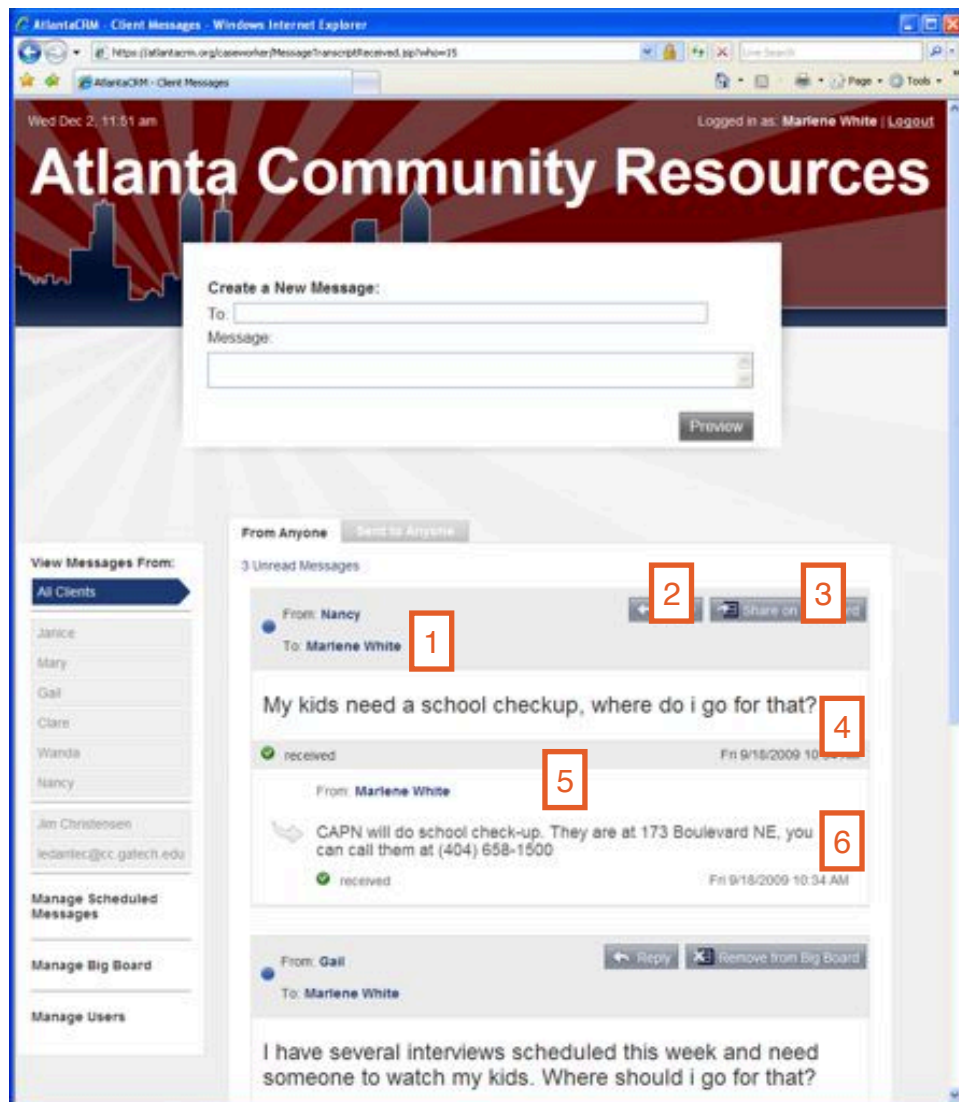 AtlantaCRM - Client Messages - Windows Internet Explorer
Live Search
AtlantaCRM - Client Messages
Page
Tools
Wed Dec 2, 11:51 am
Logged in as: Marlene White | Logout
Atlanta Community Resources
Create a New Message:
To:
Message:
Preview
From Anyone
Sent to Anyone
View Messages From:
3 Unread Messages
All Clients
2
3
From: Nancy
Share on
1
To: Marlene White
Janice
Mary
Gail
My kids need a school checkup, where do i go for that?
Clare
4
Wanda
received
Fri 9/18/2009
5
Nancy
From: Marlene White
Jim Christensen
CAPN will do school check-up. They are at 173 Boulevard NE, you
6
can call them at (404) 658-1500
ledantec@cc.gatech.edu
received
Fri 9/18/2009 10:34 AM
Manage Scheduled
Messages
Manage Big Board
From: Gail
Reply
Remove from Big Board
To: Marlene White
Manage Users
I have several interviews scheduled this week and need
someone to watch my kids. Where should i go for that?